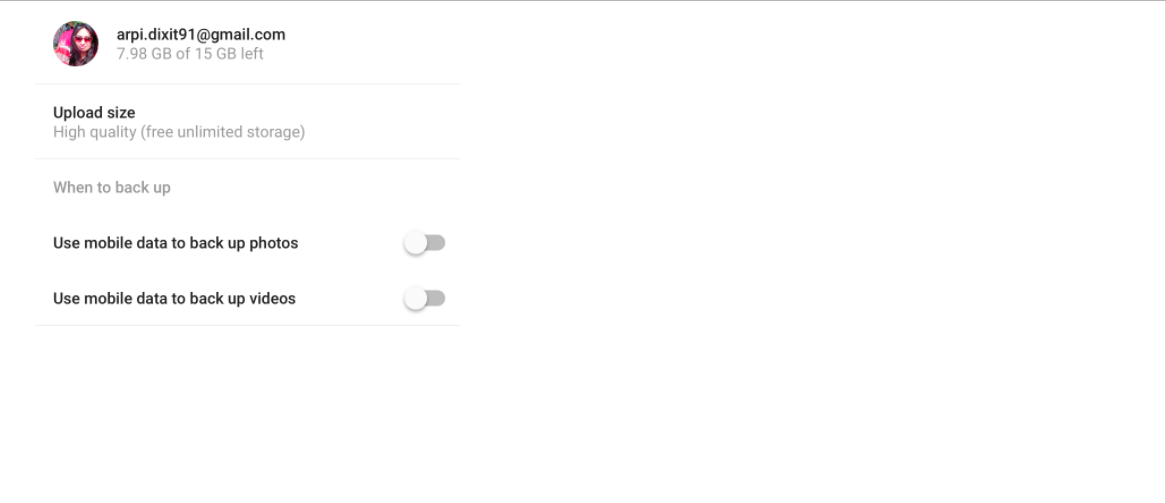 arpi.dixit91@gmail.com
7.98 GB of 15 GB left
Upload size
High quality (free unlimited storage)
When to back up
Use mobile data to back up photos
Use mobile data to back up videos